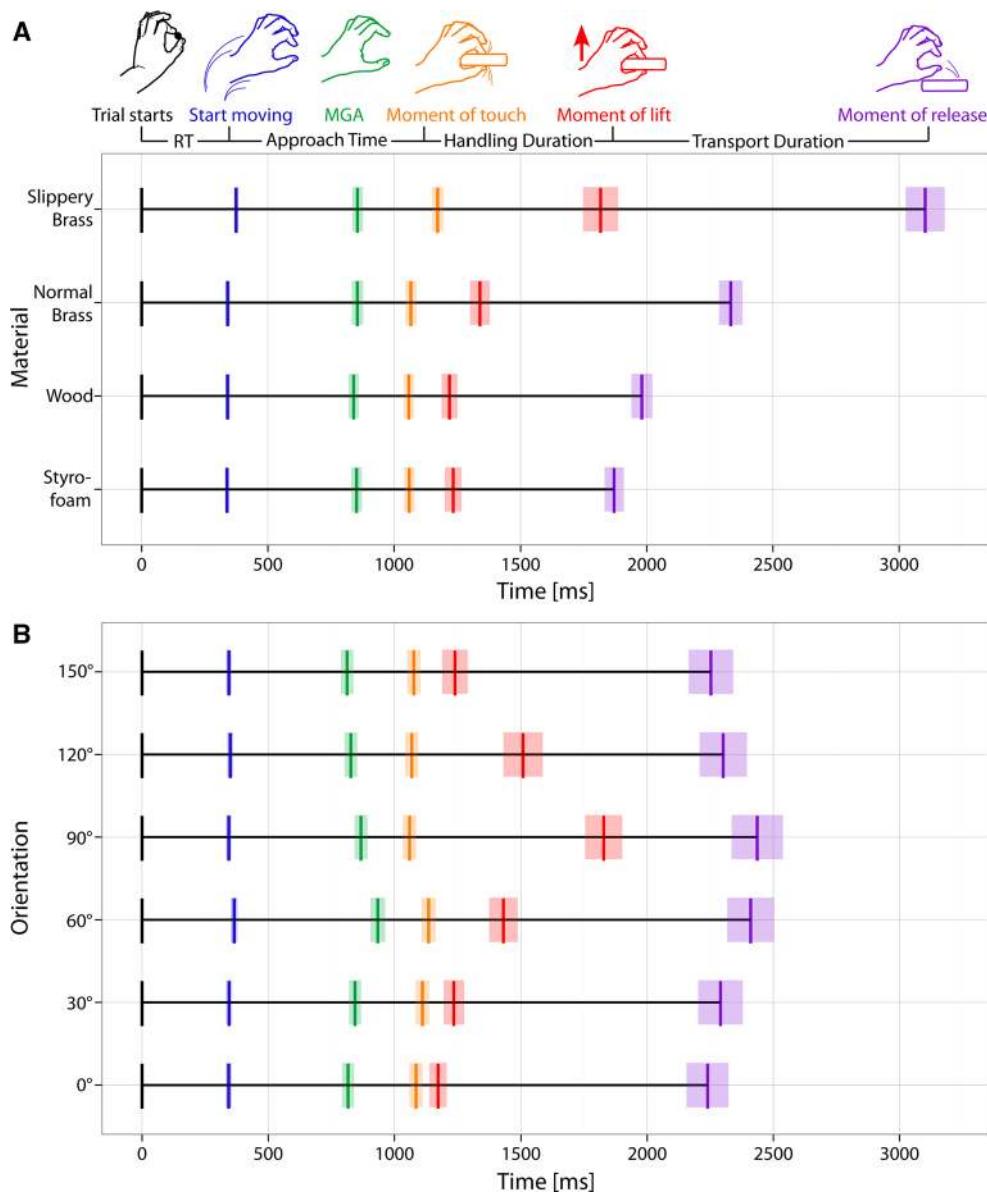 A
Trial starts Start moving MGA Moment of touch Moment of lift Moment of release
RT Approach Time Handling Duration Transport Duration
Slippery
Brass
Normal
Brass
Wood
Styro-
foam
Material
0 500 1000 1500 2000 2500 3000
Time [ms]
B
150°
120°
90°
60°
30°
0°
Orientation
0 500 1000 1500 2000 2500 3000
Time [ms]